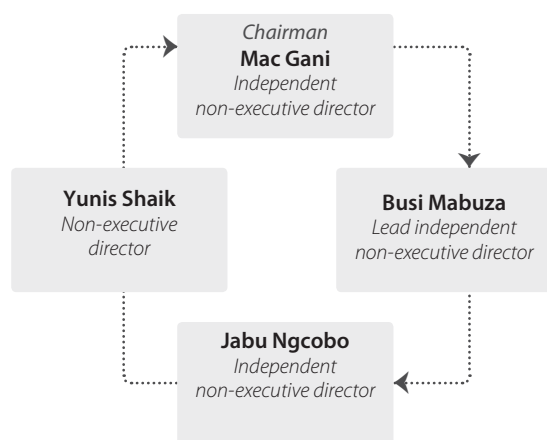 Chairman
Mac Gani
Independent
non-executive director
Yunis Shaik
Non-executive
director
Busi Mabuza
Lead independent
non-executive director
Jabu Ngcobo
Independent
non-executive director